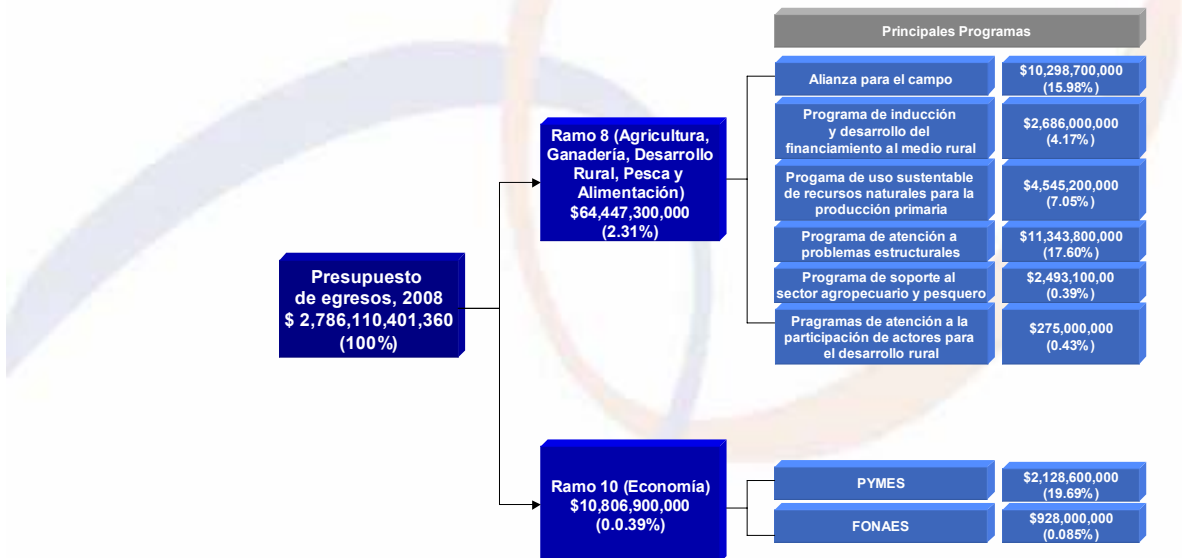 Principales Programas
Alianza para el campo
$10,298,700,000
(15.98%)
Programa de inducción
y desarrollo del
financiamiento al medio rural
$2,686,000,000
(4.17%)
Progama de uso sustentable
de recursos naturales para la
producción primaria
$4,545,200,000
(7.05%)
Programa de atención a
problemas estructurales
$11,343,800,000
(17.60%)
Programa de soporte al
sector agropecuario y pesquero
$2,493,100,00
(0.39%)
Pragramas de atención a la
participación de actores para
el desarrollo rural
$275,000,000
(0.43%)
Ramo 8 (Agricultura,
Ganadería, Desarrollo
Rural, Pesca y
Alimentación)
$64,447,300,000
(2.31%)
Presupuesto
de egresos, 2008
$ 2,786,110,401,360
(100%)
Ramo 10 (Economía)
$10,806,900,000
(0.0.39%)
PYMES
$2,128,600,000
(19.69%)
FONAES
$928,000,000
(0.085%)